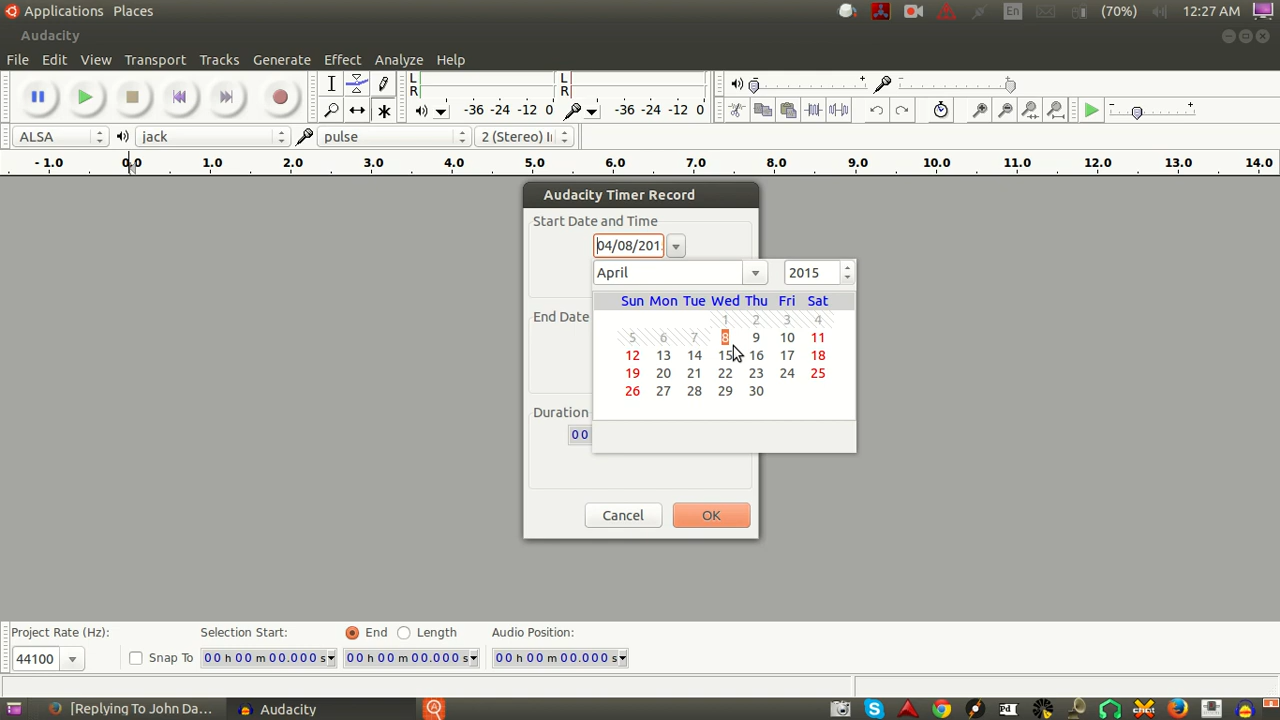 Applications Places En (70%) 12:27 AM
Audacity
File Edit View Transport Tracks Generate Effect Analyze Help
L
R -36 -24 -12 0
L
R -36 -24 -12 0
- +
- +
- +
ALSA jack pulse 2 (Stereo) I
- 1.0 0.0 1.0 2.0 3.0 4.0 5.0 6.0 7.0 8.0 9.0 10.0 11.0 12.0 13.0 14.0
Audacity Timer Record
Start Date and Time
04/08/201
April 2015
Sun Mon Tue Wed Thu Fri Sat
1 2 3 4
5 6 7 8 9 10 11
12 13 14 15 16 17 18
19 20 21 22 23 24 25
26 27 28 29 30
End Date
Duration
00
Cancel OK
Project Rate (Hz): Selection Start: End Length Audio Position:
44100 Snap To 00 h 00 m 00.000 s 00 h 00 m 00.000 s 00 h 00 m 00.000 s
[Replying To John Da... Audacity